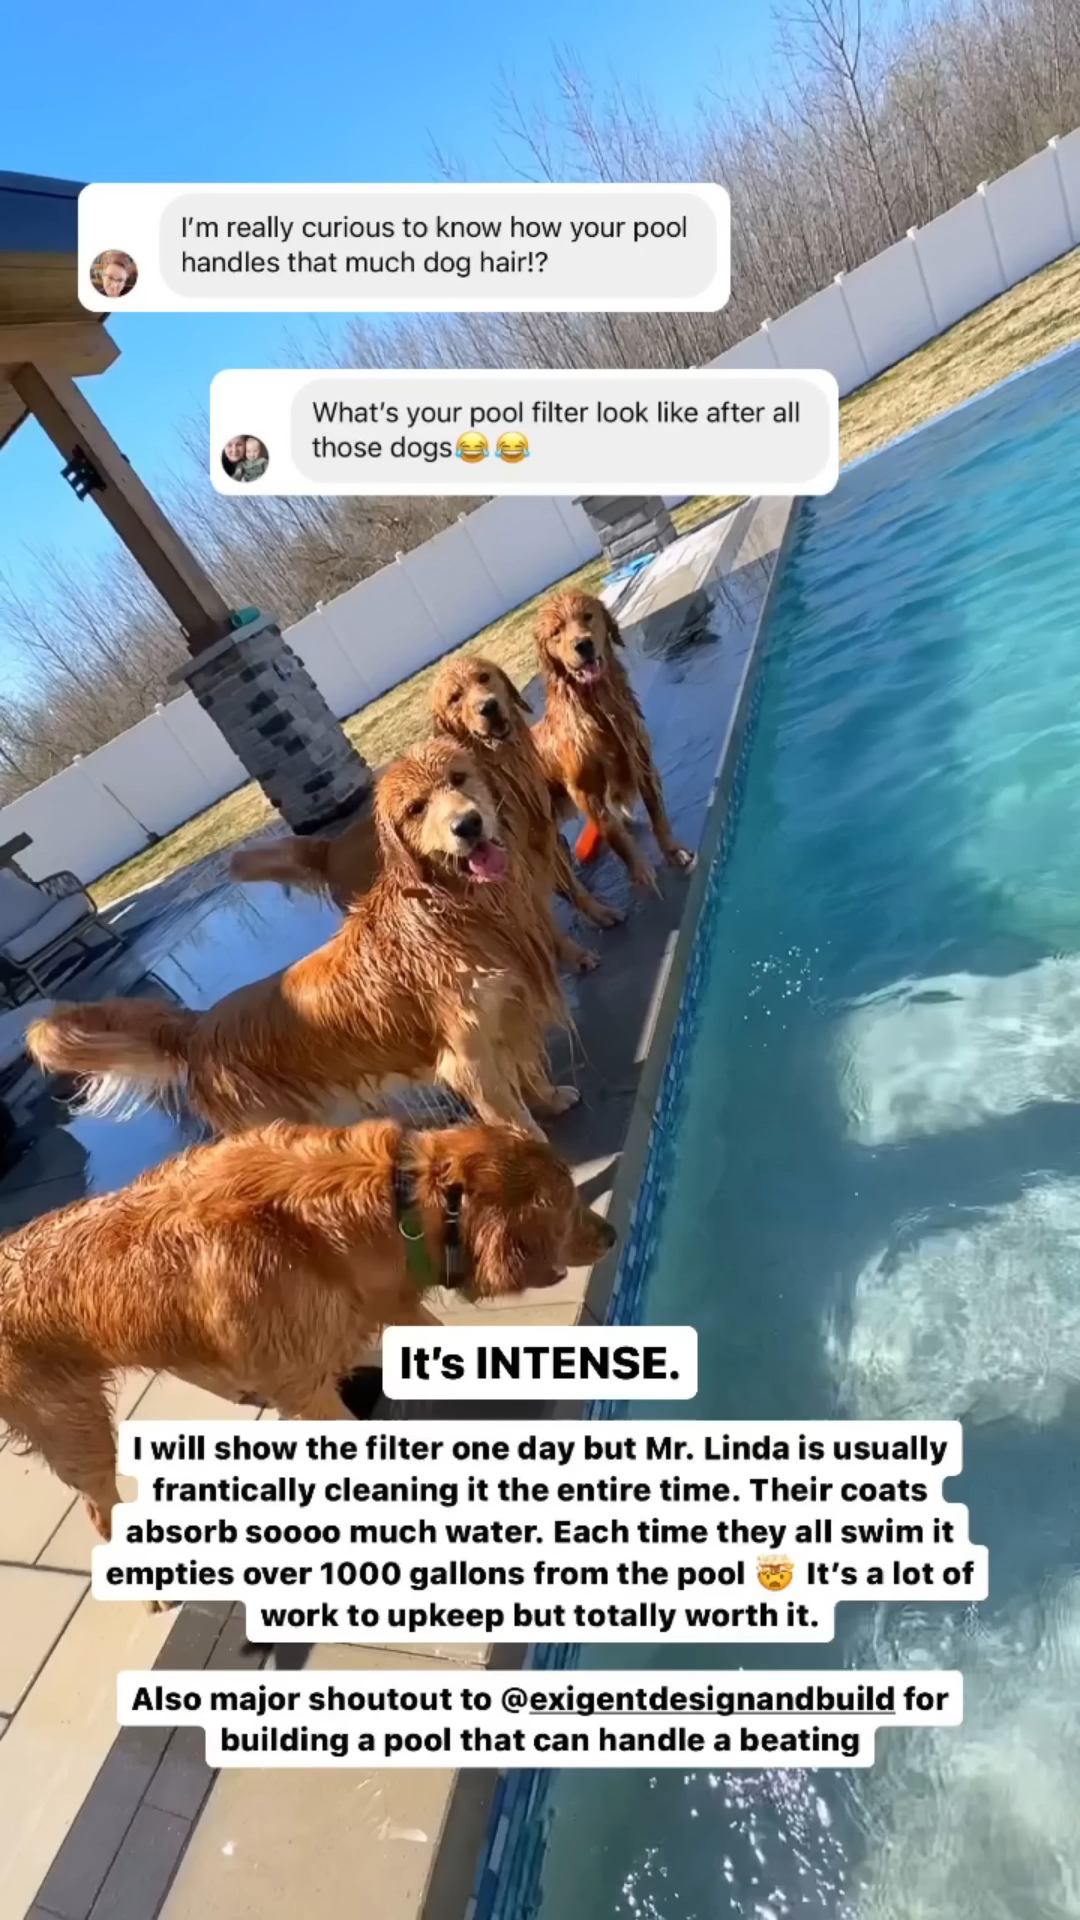 I'm really curious to know how your pool
handles that much dog hair!?
What's your pool filter look like after all
those dogs😂😂
It's INTENSE.
I will show the filter one day but Mr. Linda is usually
frantically cleaning it the entire time. Their coats
absorb soooo much water. Each time they all swim it
empties over 1000 gallons from the pool 🤯 It's a lot of
work to upkeep but totally worth it.
Also major shoutout to @exigentdesignandbuild for
building a pool that can handle a beating